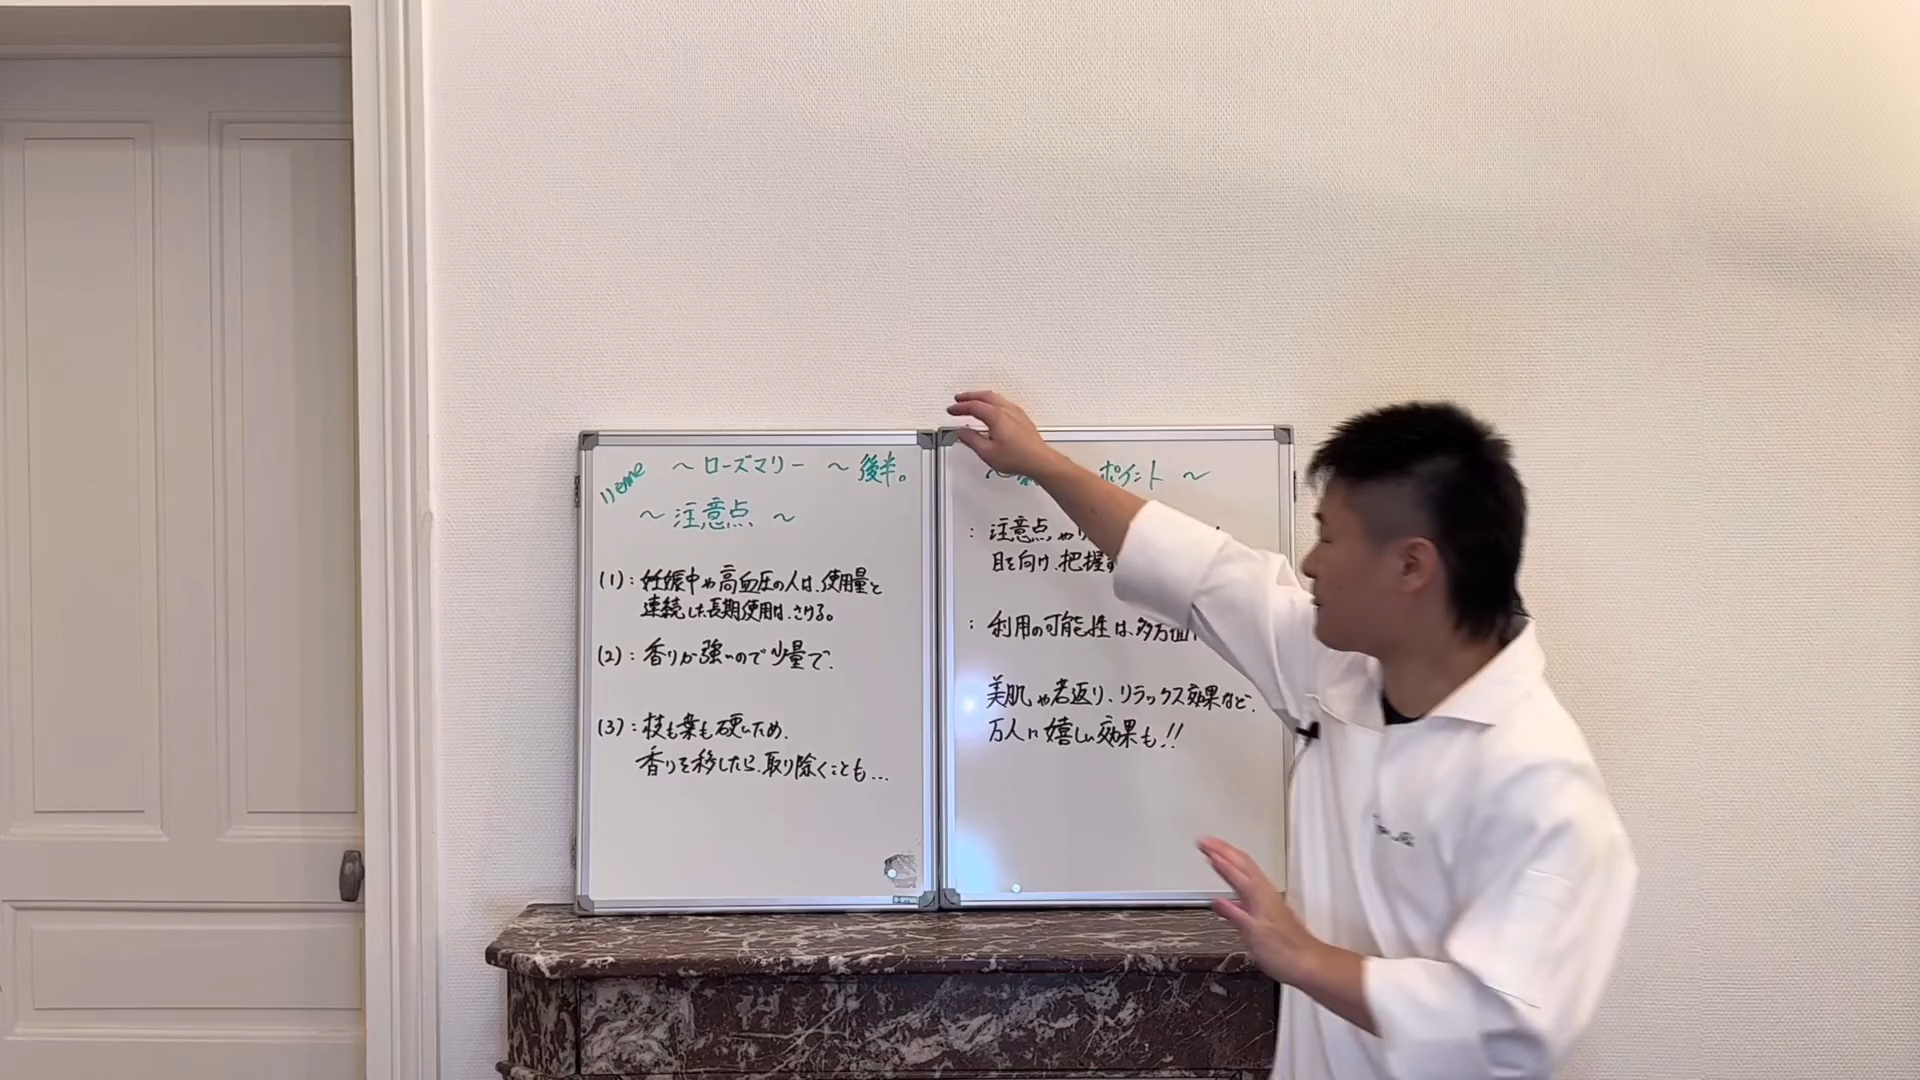 11eme ～ローズマリー～後半。
～注意点～
(1):妊娠中や高血圧の人は、使用量と
連続した長期使用は、さける。
(2):香りが強いので少量で、
(3):枝も葉も硬いため、
香りを移したら、取り除くことも...
ポイント～
:注意点や
目を向け、把握
:利用の可能性は、多方面
美肌や若返り、リラックス効果など、
万人に嬉しい効果も!!